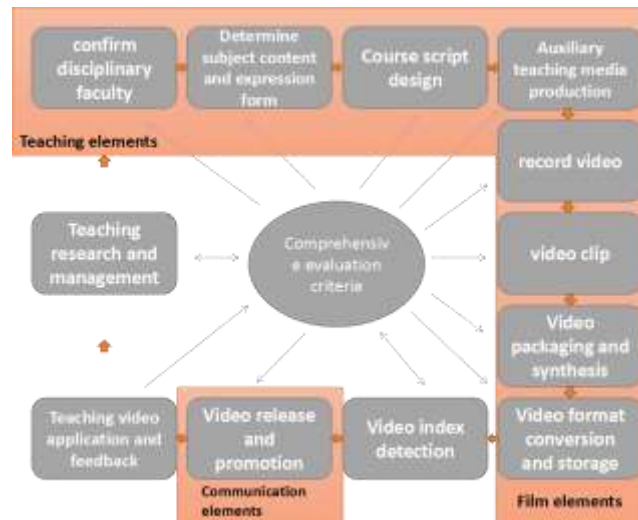 confirm
disciplinary
faculty
Determine
subject content
and expression
form
Course script
design
Auxiliary
teaching media
production
Teaching elements
record video
Teaching
research and
management
Comprehensiv
e evaluation
criteria
video clip
Video
packaging and
synthesis
Teaching video
application and
feedback
Video release
and
promotion
Video index
detection
Video format
conversion
and storage
Communication
elements
Film elements